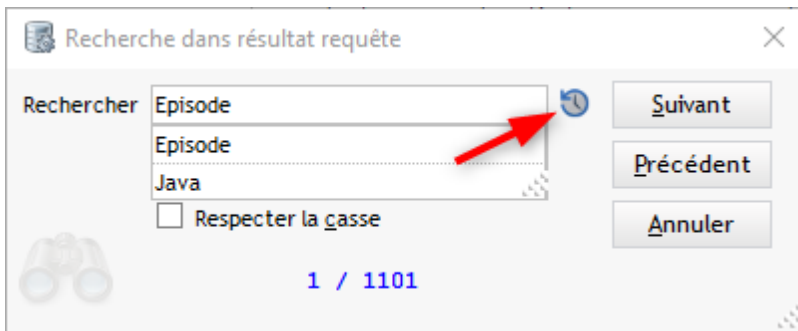 Recherche dans résultat requête
Rechercher Episode Suivant
Episode
Précédent
Java
Respecter la casse
Annuler
1 / 1101